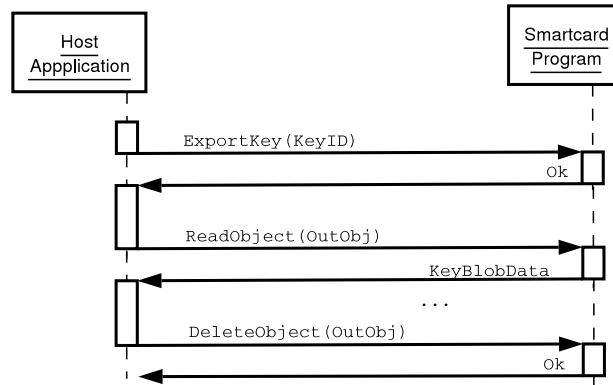 Host
Appplication
Smartcard
Program
ExportKey(KeyID)
Ok
ReadObject(OutObj)
KeyBlobData
...
DeleteObject(OutObj)
Ok